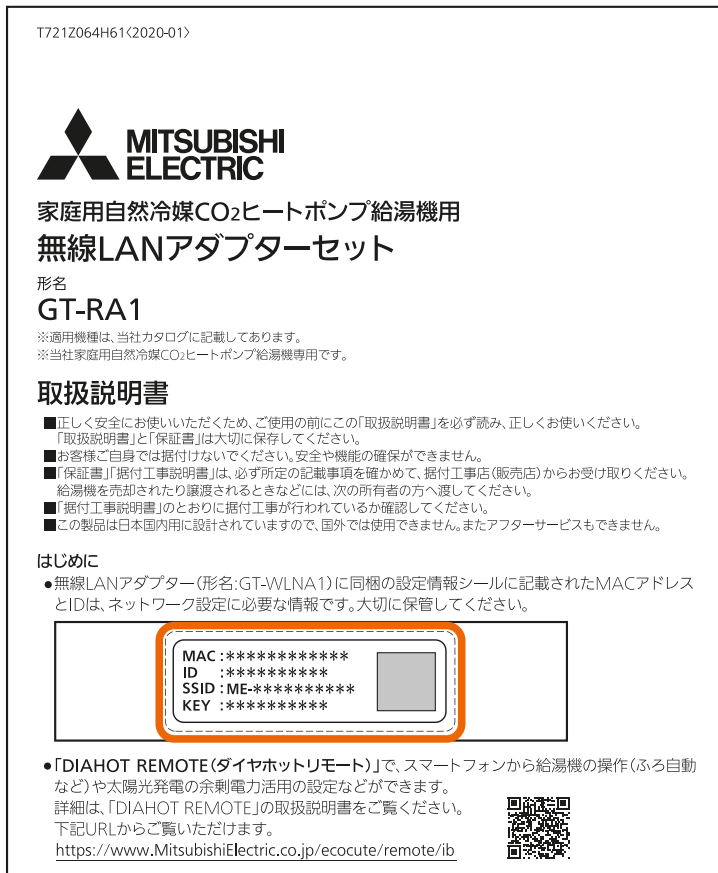 T721Z064H61〈2020-01〉
MITSUBISHI
ELECTRIC
家庭用自然冷媒CO₂ヒートポンプ給湯機用
無線LANアダプターセット
形名
GT-RA1
※適用機種は、当社カタログに記載してあります。
※当社家庭用自然冷媒CO₂ヒートポンプ給湯機専用です。
取扱説明書
■正しく安全にお使いいただくため、ご使用の前にこの「取扱説明書」を必ず読み、正しくお使いください。
「取扱説明書」と「保証書」は大切に保存してください。
■お客様ご自身では据付けないでください。安全や機能の確保ができません。
■「保証書」「据付工事説明書」は、必ず所定の記載事項を確かめて、据付工事店(販売店)からお受け取りください。
給湯機を売却されたり譲渡されるときなどには、次の所有者の方へ渡してください。
■「据付工事説明書」のとおりに据付工事が行われているか確認してください。
■この製品は日本国内用に設計されていますので、国外では使用できません。またアフターサービスもできません。
はじめに
●無線LANアダプター(形名:GT-WLNA1)に同梱の設定情報シールに記載されたMACアドレス
とIDは、ネットワーク設定に必要な情報です。大切に保管してください。
MAC :************
ID :**********
SSID : ME-**********
KEY :**********
●「DIAHOT REMOTE(ダイヤホットリモート)」で、スマートフォンから給湯機の操作(ふろ自動
など)や太陽光発電の余剰電力活用の設定などができます。
詳細は、「DIAHOT REMOTE」の取扱説明書をご覧ください。
下記URLからご覧いただけます。
https://www.MitsubishiElectric.co.jp/ecocute/remote/ib